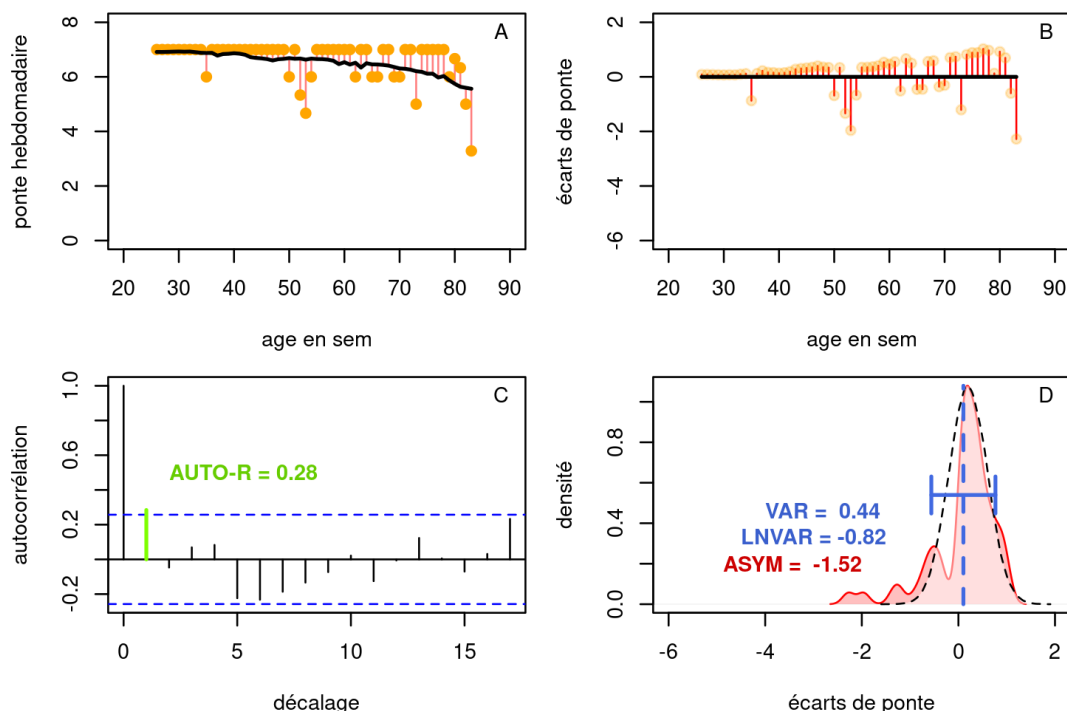 A
8
6
4
2
0
ponte hebdomadaire
20 30 40 50 60 70 80 90
age en sem
B
2
0
-2
-4
-6
écarts de ponte
20 30 40 50 60 70 80 90
age en sem
C
1.0
0.6
0.2
-0.2
autocorrélation
AUTO-R = 0.28
0 5 10 15
décalage
D
0.8
0.4
0.0
densité
VAR = 0.44
LNVAR = -0.82
ASYM = -1.52
-6 -4 -2 0 2
écarts de ponte